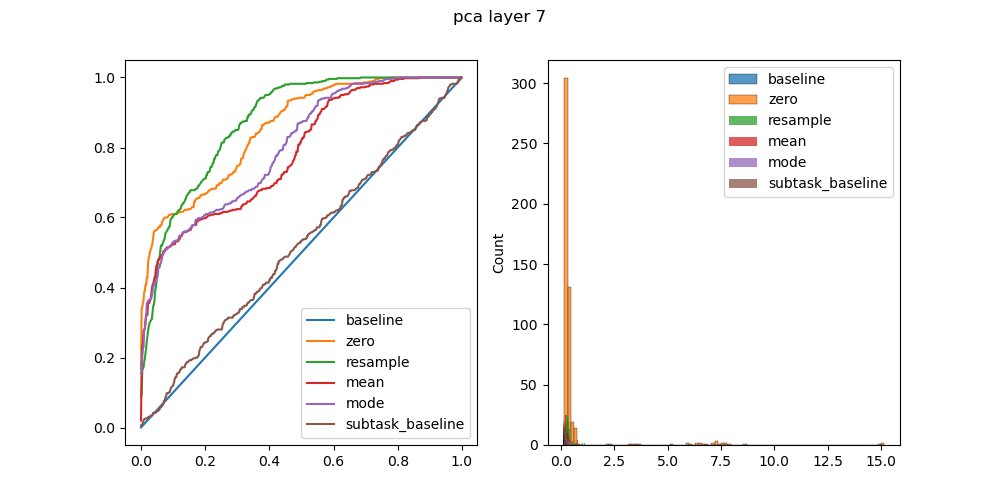 pca layer 7
1.0
0.8
0.6
0.4
0.2
0.0
0.0 0.2 0.4 0.6 0.8 1.0
baseline
zero
resample
mean
mode
subtask_baseline
Count
300
250
200
150
100
50
0
0.0 2.5 5.0 7.5 10.0 12.5 15.0
baseline
zero
resample
mean
mode
subtask_baseline